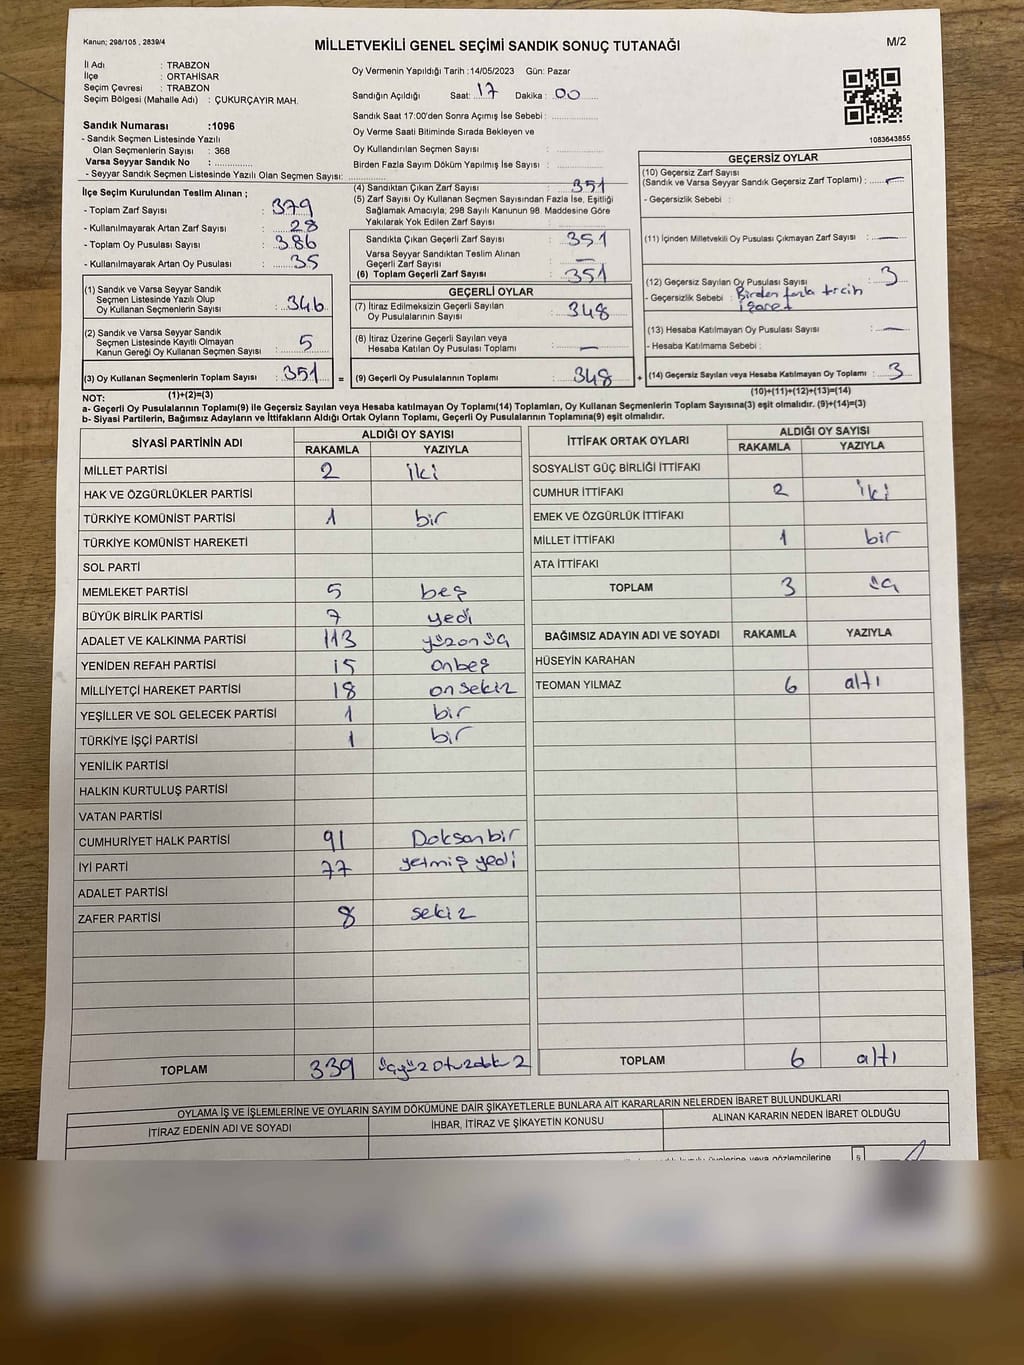 Kanun; 298/105 , 2839/4
MİLLETVEKİLİ GENEL SEÇİMİ SANDIK SONUÇ TUTANAĞI
M/2
İl Adı : TRABZON
İlçe : ORTAHİSAR
Seçim Çevresi : TRABZON
Seçim Bölgesi (Mahalle Adı) : ÇUKURÇAYIR MAH.
Sandık Numarası :1096
- Sandık Seçmen Listesinde Yazılı
Olan Seçmenlerin Sayısı : 368
Varsa Seyyar Sandık No :
- Seyyar Sandık Seçmen Listesinde Yazılı Olan Seçmen Sayısı:
Oy Vermenin Yapıldığı Tarih :14/05/2023 Gün: Pazar
Sandığın Açıldığı Saat: 17 Dakika : 00
Sandık Saat 17:00'den Sonra Açımış İse Sebebi :
Oy Verme Saati Bitiminde Sırada Bekleyen ve
Oy Kullandırılan Seçmen Sayısı :
Birden Fazla Sayım Döküm Yapılmış İse Sayısı :
1083643855
İlçe Seçim Kurulundan Teslim Alınan ;
- Toplam Zarf Sayısı : 379
- Kullanılmayarak Artan Zarf Sayısı : 28
- Toplam Oy Pusulası Sayısı : 386
- Kullanılmayarak Artan Oy Pusulası : 35
(1) Sandık ve Varsa Seyyar Sandık
Seçmen Listesinde Yazılı Olup
Oy Kullanan Seçmenlerin Sayısı : 346
(2) Sandık ve Varsa Seyyar Sandık
Seçmen Listesinde Kayıtlı Olmayan
Kanun Gereği Oy Kullanan Seçmen Sayısı : 5
(3) Oy Kullanan Seçmenlerin Toplam Sayısı : 351 =
(1)+(2)=(3)
(4) Sandıktan Çıkan Zarf Sayısı : 351
(5) Zarf Sayısı Oy Kullanan Seçmen Sayısından Fazla İse, Eşitliği
Sağlamak Amacıyla; 298 Sayılı Kanunun 98. Maddesine Göre
Yakılarak Yok Edilen Zarf Sayısı :
Sandıkta Çıkan Geçerli Zarf Sayısı : 351
Varsa Seyyar Sandıktan Teslim Alınan
Geçerli Zarf Sayısı : —
(6) Toplam Geçerli Zarf Sayısı : 351
GEÇERLİ OYLAR
(7) İtiraz Edilmeksizin Geçerli Sayılan
Oy Pusulalarının Sayısı : 348
(8) İtiraz Üzerine Geçerli Sayılan veya
Hesaba Katılan Oy Pusulası Toplamı : —
(9) Geçerli Oy Pusulalarının Toplamı : 348 +
GEÇERSİZ OYLAR
(10) Geçersiz Zarf Sayısı
(Sandık ve Varsa Seyyar Sandık Geçersiz Zarf Toplamı) : —
- Geçersizlik Sebebi :
(11) İçinden Milletvekili Oy Pusulası Çıkmayan Zarf Sayısı : —
(12) Geçersiz Sayılan Oy Pusulası Sayısı : 3
- Geçersizlik Sebebi : Birden fazla tercih
işaret
(13) Hesaba Katılmayan Oy Pusulası Sayısı : —
- Hesaba Katılmama Sebebi :
(14) Geçersiz Sayılan veya Hesaba Katılmayan Oy Toplamı : 3
(10)+(11)+(12)+(13)=(14)
NOT:
a- Geçerli Oy Pusulalarının Toplamı(9) ile Geçersiz Sayılan veya Hesaba katılmayan Oy Toplamı(14) Toplamları, Oy Kullanan Seçmenlerin Toplam Sayısına(3) eşit olmalıdır. (9)+(14)=(3)
b- Siyasi Partilerin, Bağımsız Adayların ve İttifakların Aldığı Ortak Oyların Toplamı, Geçerli Oy Pusulalarının Toplamına(9) eşit olmalıdır.
SİYASİ PARTİNİN ADI ALDIĞI OY SAYISI
RAKAMLA YAZIYLA
MİLLET PARTİSİ 2 iki
HAK VE ÖZGÜRLÜKLER PARTİSİ
TÜRKİYE KOMÜNİST PARTİSİ 1 bir
TÜRKİYE KOMÜNİST HAREKETİ
SOL PARTİ
MEMLEKET PARTİSİ 5 beş
BÜYÜK BİRLİK PARTİSİ 7 yedi
ADALET VE KALKINMA PARTİSİ 113 yüzonüç
YENİDEN REFAH PARTİSİ 15 onbeş
MİLLİYETÇİ HAREKET PARTİSİ 18 onsekiz
YEŞİLLER VE SOL GELECEK PARTİSİ 1 bir
TÜRKİYE İŞÇİ PARTİSİ 1 bir
YENİLİK PARTİSİ
HALKIN KURTULUŞ PARTİSİ
VATAN PARTİSİ
CUMHURİYET HALK PARTİSİ 91 Doksanbir
İYİ PARTİ 77 yetmiş yedi
ADALET PARTİSİ
ZAFER PARTİSİ 8 sekiz
TOPLAM 339
İTTİFAK ORTAK OYLARI ALDIĞI OY SAYISI
RAKAMLA YAZIYLA
SOSYALİST GÜÇ BİRLİĞİ İTTİFAKI
CUMHUR İTTİFAKI 2 iki
EMEK VE ÖZGÜRLÜK İTTİFAKI
MİLLET İTTİFAKI 1 bir
ATA İTTİFAKI
TOPLAM 3 üç
BAĞIMSIZ ADAYIN ADI VE SOYADI RAKAMLA YAZIYLA
HÜSEYİN KARAHAN
TEOMAN YILMAZ 6 altı
TOPLAM 6 altı
OYLAMA İŞ VE İŞLEMLERİNE VE OYLARIN SAYIM DÖKÜMÜNE DAİR ŞİKAYETLERLE BUNLARA AİT KARARLARIN NELERDEN İBARET BULUNDUKLARI
İTİRAZ EDENİN ADI VE SOYADI İHBAR, İTİRAZ VE ŞİKAYETİN KONUSU ALINAN KARARIN NEDEN İBARET OLDUĞU